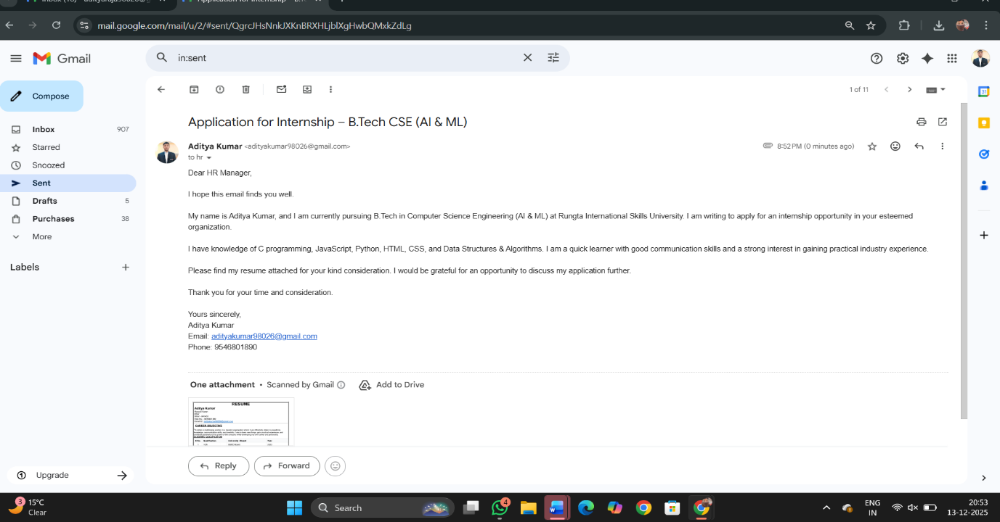 mail.google.com/mail/u/2/#sent/QgrcJHsNnkJXKnBRXHLjblXgHwbQMxkZdLg
Gmail
in:sent
Compose
1 of 11
Inbox 907
Starred
Snoozed
Sent
Drafts 5
Purchases 38
More
Labels
Application for Internship – B.Tech CSE (AI & ML)
Aditya Kumar <adityakumar98026@gmail.com>
8:52 PM (0 minutes ago)
to hr
Dear HR Manager,
I hope this email finds you well.
My name is Aditya Kumar, and I am currently pursuing B.Tech in Computer Science Engineering (AI & ML) at Rungta International Skills University. I am writing to apply for an internship opportunity in your esteemed
organization.
I have knowledge of C programming, JavaScript, Python, HTML, CSS, and Data Structures & Algorithms. I am a quick learner with good communication skills and a strong interest in gaining practical industry experience.
Please find my resume attached for your kind consideration. I would be grateful for an opportunity to discuss my application further.
Thank you for your time and consideration.
Yours sincerely,
Aditya Kumar
Email: adityakumar98026@gmail.com
Phone: 9546801890
One attachment • Scanned by Gmail
Add to Drive
RESUME
Aditya Kumar
CAREER OBJECTIVE
Reply
Forward
Upgrade
3
15°C
Clear
Search
4
ENG
IN
20:53
13-12-2025